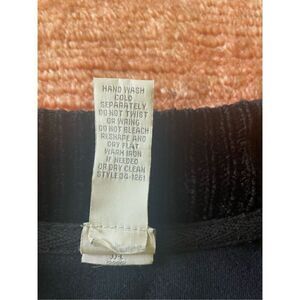 HAND WASH
COLD
SEPARATELY
DO NOT TWIST
OR WRING
DO NOT BLEACH
RESHAPE AND
DRY FLAT
WARM IRON
IF NEEDED
OR DRY CLEAN
STYLE 36-1261